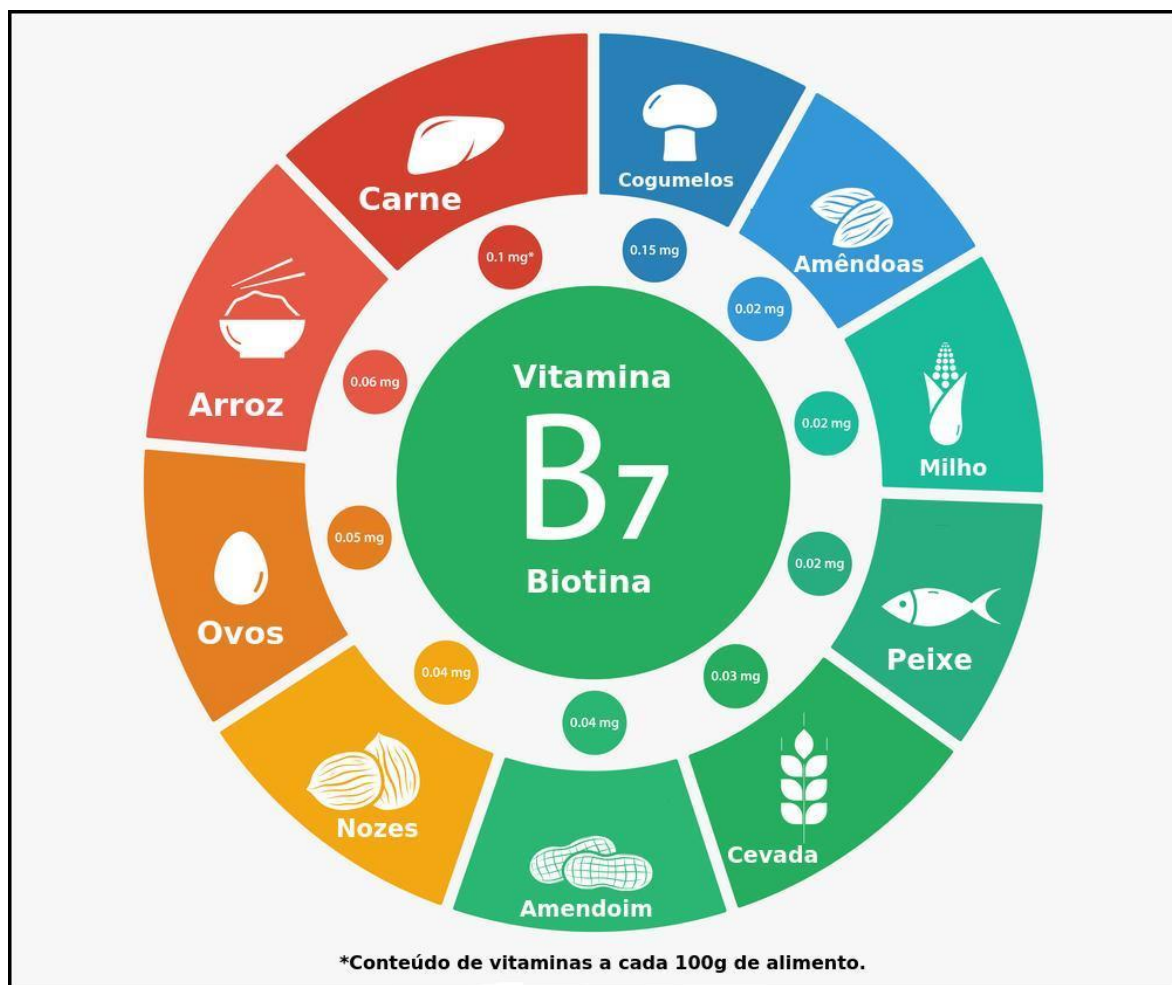 Carne
0.1 mg*
Cogumelos
0.15 mg
Amêndoas
0.02 mg
Milho
0.02 mg
Peixe
0.02 mg
Cevada
0.03 mg
Amendoim
0.04 mg
Nozes
0.04 mg
Ovos
0.05 mg
Arroz
0.06 mg
Vitamina
B7
Biotina
*Conteúdo de vitaminas a cada 100g de alimento.